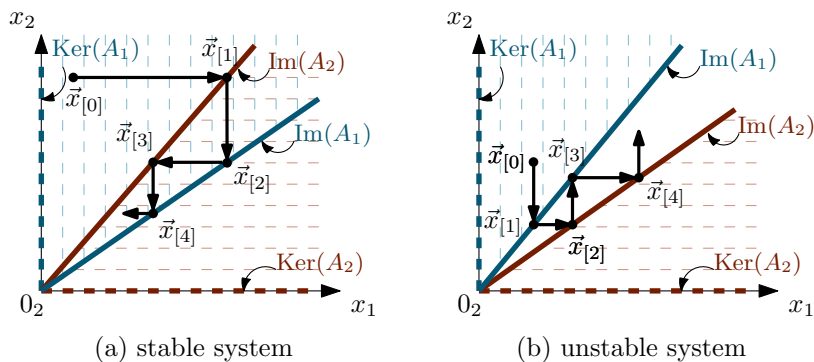 x₂
Ker(A₁)
x⃗[1]
Im(A₂)
x⃗[0]
x⃗[3]
Im(A₁)
x⃗[2]
x⃗[4]
Ker(A₂)
0₂
x₁
(a) stable system
x₂
Ker(A₁)
Im(A₁)
Im(A₂)
x⃗[0]
x⃗[3]
x⃗[4]
x⃗[1]
x⃗[2]
Ker(A₂)
0₂
x₁
(b) unstable system